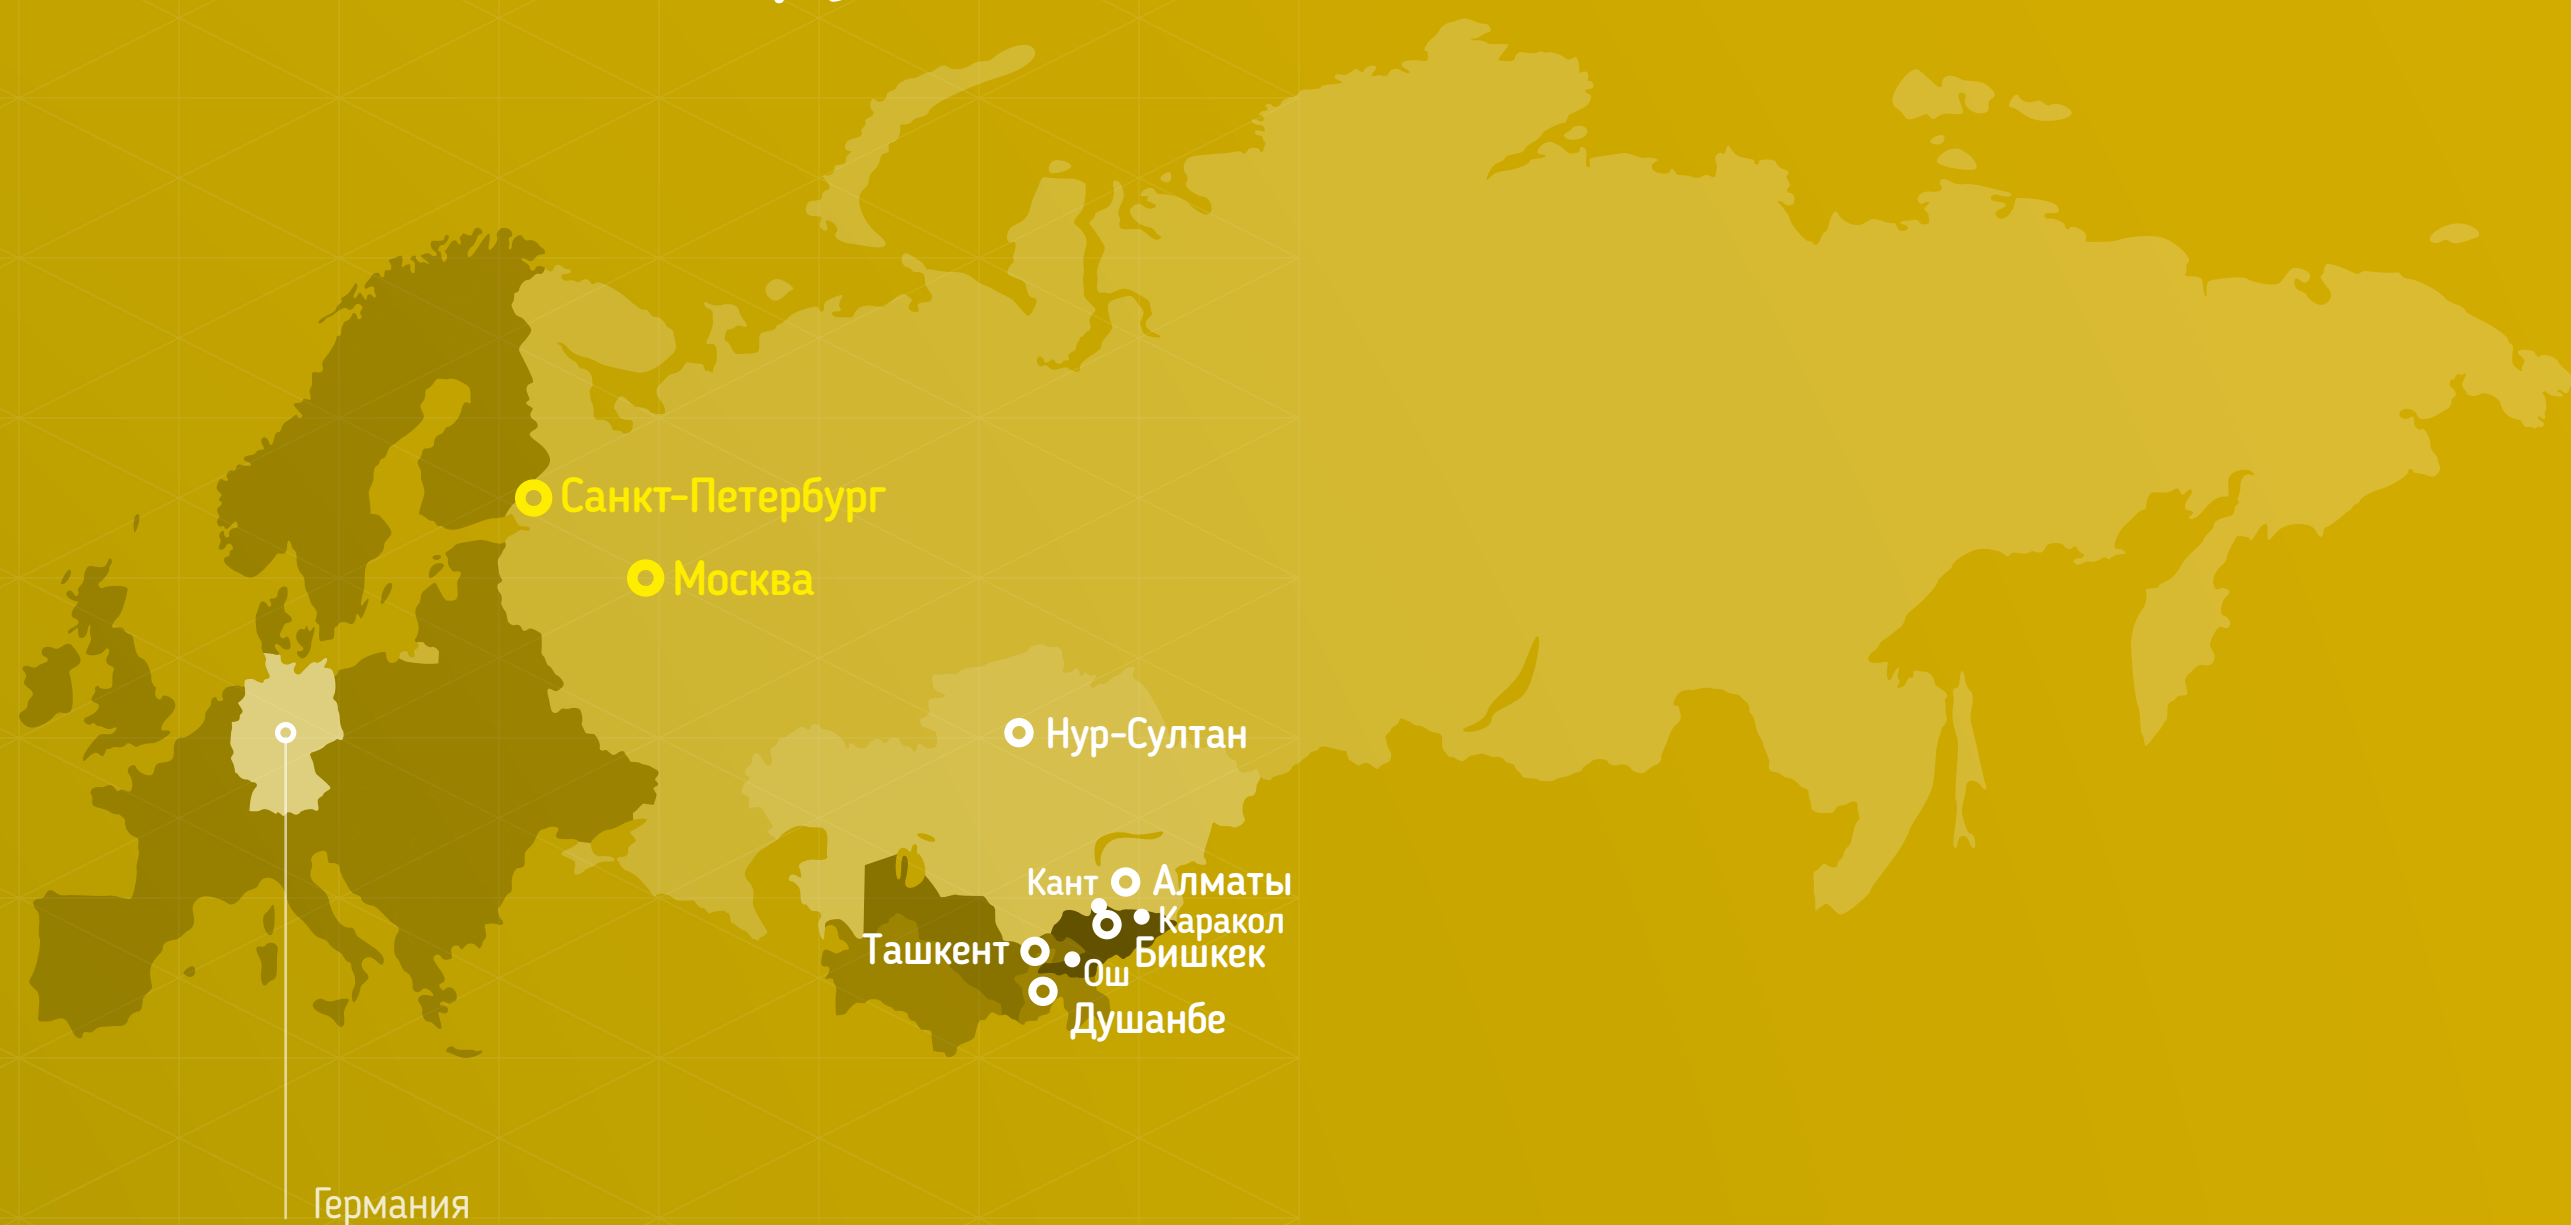 Санкт-Петербург
Москва
Нур-Султан
Кант
Алматы
Каракол
Ташкент
Бишкек
Ош
Душанбе
Германия